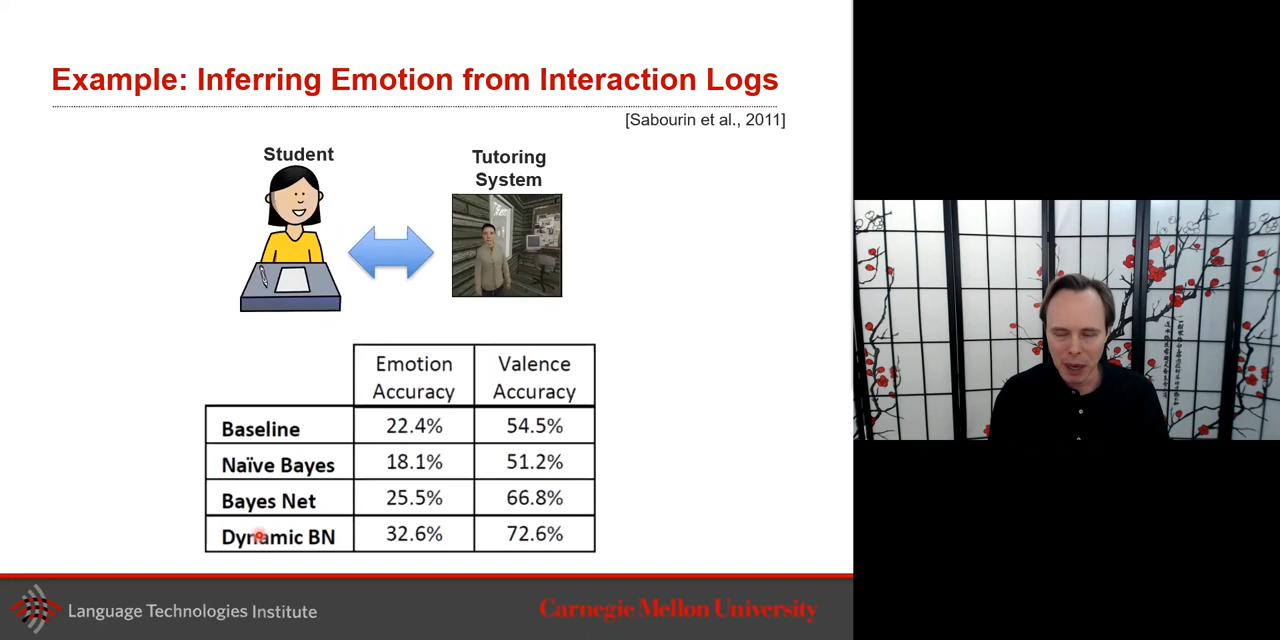 Example: Inferring Emotion from Interaction Logs
[Sabourin et al., 2011]
Student
Tutoring
System
Emotion Accuracy Valence Accuracy
Baseline 22.4% 54.5%
Naïve Bayes 18.1% 51.2%
Bayes Net 25.5% 66.8%
Dynamic BN 32.6% 72.6%
Language Technologies Institute
Carnegie Mellon University